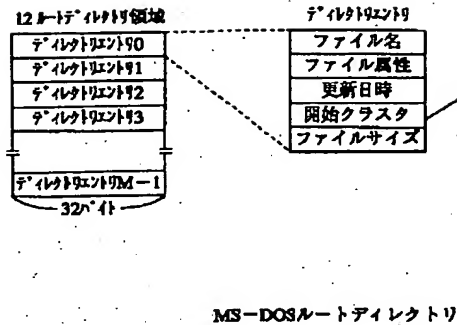 12 ルートディレクトリ領域
ディレクトリエントリ0
ディレクトリエントリ1
ディレクトリエントリ2
ディレクトリエントリ3
ディレクトリエントリM－1
32バイト
ディレクトリエントリ
ファイル名
ファイル属性
更新日時
開始クラスタ
ファイルサイズ
MS－DOSルートディレクトリ